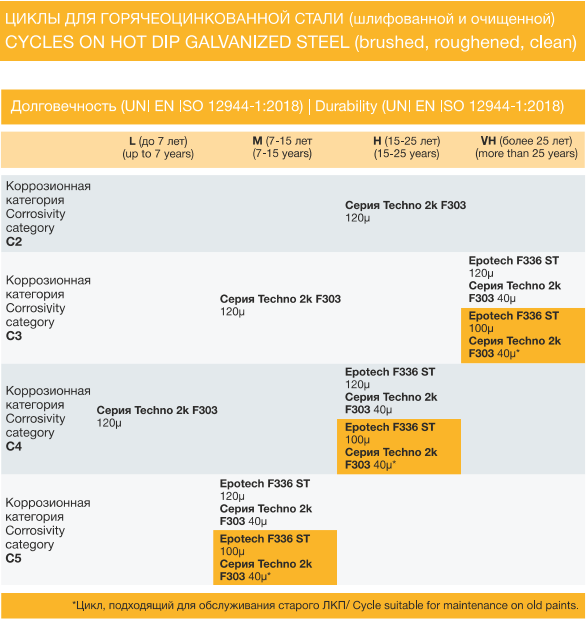 ЦИКЛЫ ДЛЯ ГОРЯЧЕОЦИНКОВАННОЙ СТАЛИ (шлифованной и очищенной)
CYCLES ON HOT DIP GALVANIZED STEEL (brushed, roughened, clean)
Долговечность (UNI EN ISO 12944-1:2018) | Durability (UNI EN ISO 12944-1:2018)
L (до 7 лет)
(up to 7 years)
M (7-15 лет
(7-15 years)
H (15-25 лет)
(15-25 years)
VH (более 25 лет)
(more than 25 years)
Коррозионная
категория
Corrosivity
category
C2
Серия Techno 2k F303
120µ
Коррозионная
категория
Corrosivity
category
C3
Серия Techno 2k F303
120µ
Epotech F336 ST
120µ
Серия Techno 2k
F303 40µ
Epotech F336 ST
100µ
Серия Techno 2k
F303 40µ*
Коррозионная
категория
Corrosivity
category
C4
Серия Techno 2k F303
120µ
Epotech F336 ST
120µ
Серия Techno 2k
F303 40µ
Epotech F336 ST
100µ
Серия Techno 2k
F303 40µ*
Коррозионная
категория
Corrosivity
category
C5
Epotech F336 ST
120µ
Серия Techno 2k
F303 40µ
Epotech F336 ST
100µ
Серия Techno 2k
F303 40µ*
*Цикл, подходящий для обслуживания старого ЛКП/ Cycle suitable for maintenance on old paints.